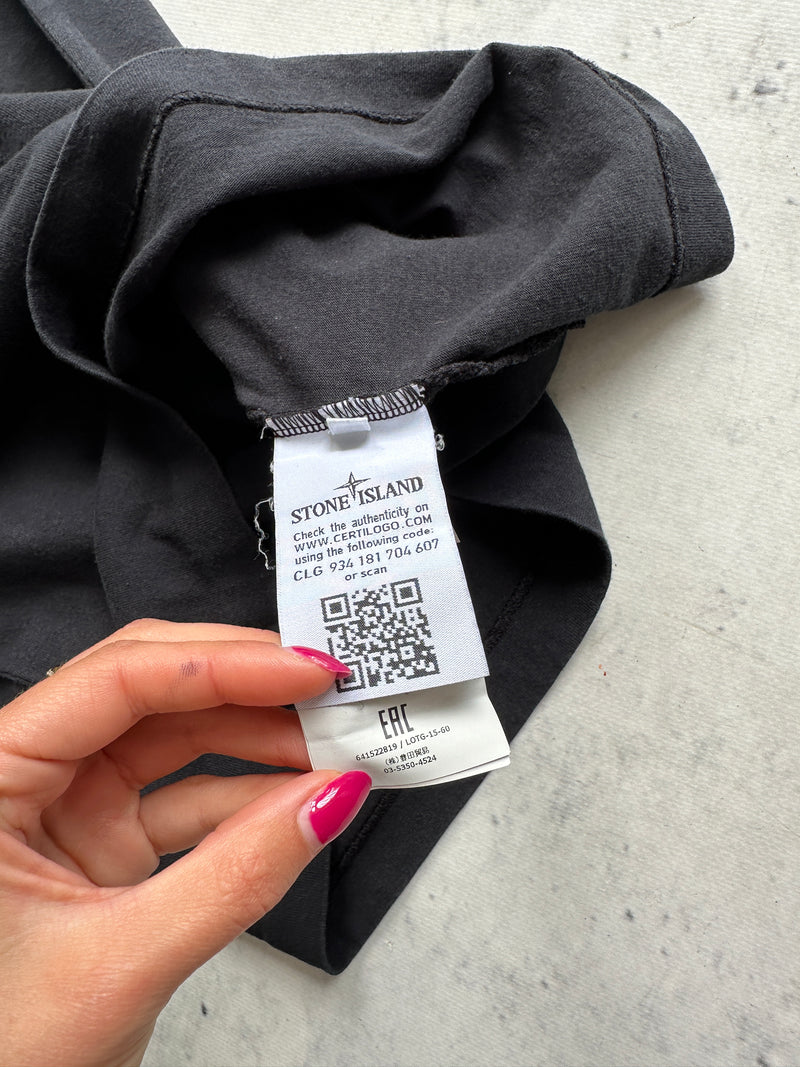 STONE ISLAND
Check the authenticity on
WWW.CERTILOGO.COM
using the following code:
CLG 934 181 704 607
or scan
EAC
641522819 / LOTG-15-60
(株)豊田貿易
03-5350-4524